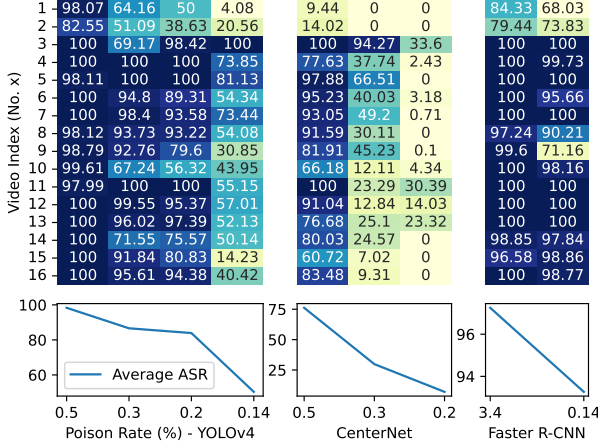 1 98.07 64.16 50 4.08 9.44 0 0 84.33 68.03
2 82.55 51.09 38.63 20.56 14.02 0 0 79.44 73.83
3 100 69.17 98.42 100 100 94.27 33.6 100 100
4 100 100 100 73.85 77.63 37.74 2.43 100 99.73
5 98.11 100 100 81.13 97.88 66.51 0 100 100
6 100 94.8 89.31 54.34 95.23 40.03 3.18 100 95.66
7 100 98.4 93.58 73.44 93.05 49.2 0.71 100 100
8 98.12 93.73 93.22 54.08 91.59 30.11 0 97.24 90.21
9 98.79 92.76 79.6 30.85 81.91 45.23 0.1 99.6 71.16
10 99.61 67.24 56.32 43.95 66.18 12.11 4.34 100 98.16
11 97.99 100 100 55.15 100 23.29 30.39 100 100
12 100 99.55 95.37 57.01 91.04 12.84 14.03 100 100
13 100 96.02 97.39 52.13 76.68 25.1 23.32 100 100
14 100 71.55 75.57 50.14 80.03 24.57 0 98.85 97.84
15 100 91.84 80.83 14.23 60.72 7.02 0 96.58 98.86
16 100 95.61 94.38 40.42 83.48 9.31 0 100 98.77
Video Index (No. x)
100
80
60
Average ASR
0.5 0.3 0.2 0.14
Poison Rate (%) - YOLOv4
75
50
25
0.5 0.3 0.2
CenterNet
96
94
3.4 0.14
Faster R-CNN